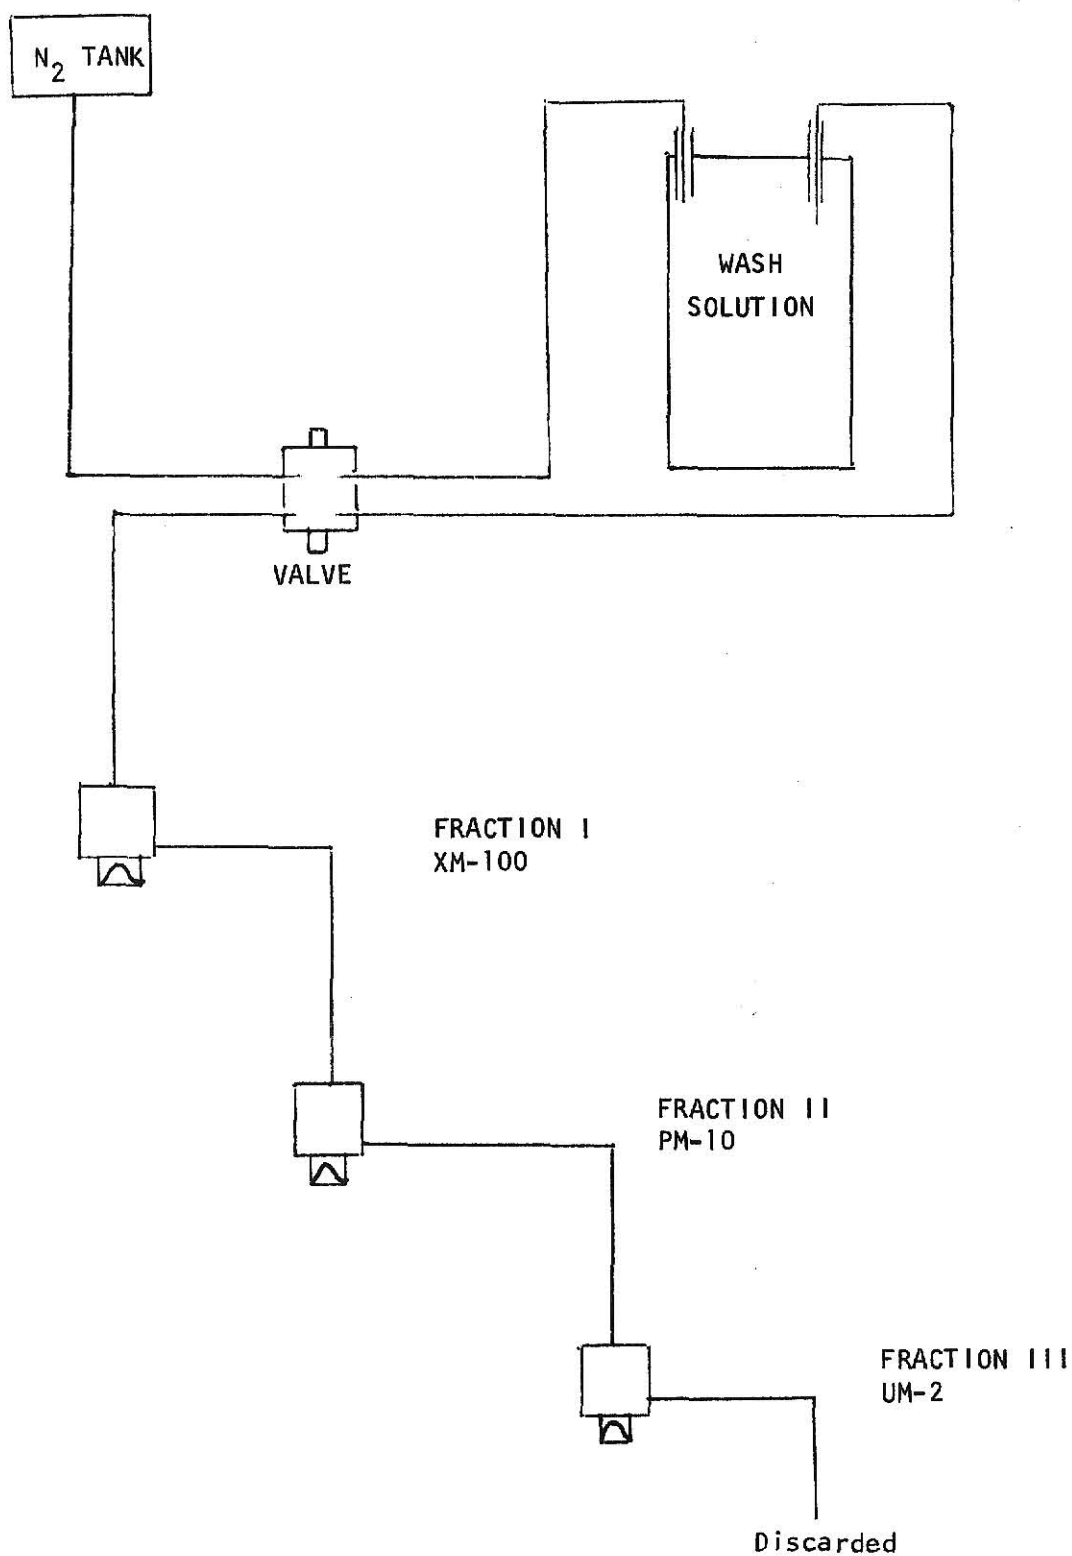 N2 TANK
WASH
SOLUTION
VALVE
FRACTION I
XM-100
FRACTION II
PM-10
FRACTION III
UM-2
Discarded